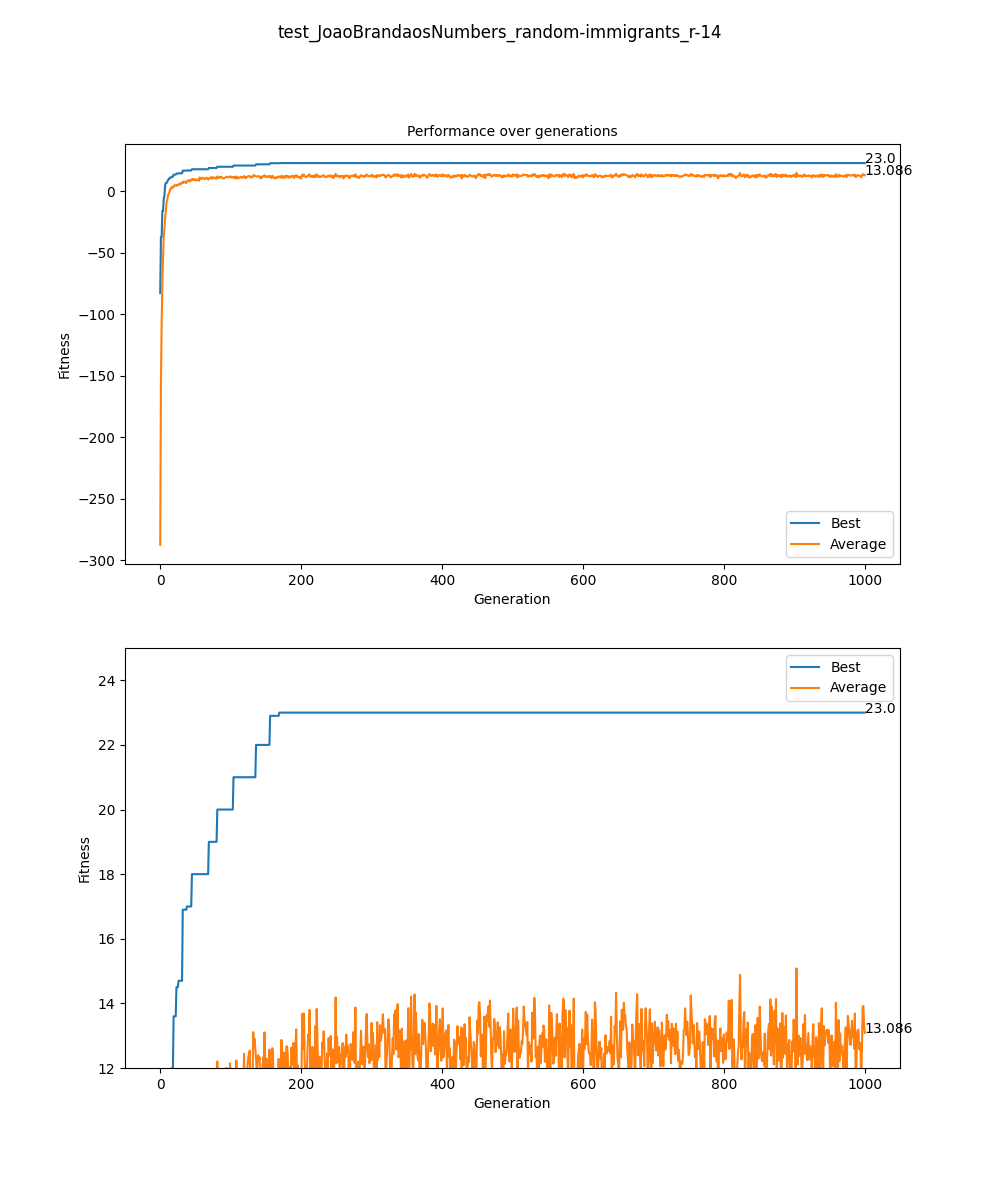 test_JoaoBrandaosNumbers_random-immigrants_r-14
Performance over generations
23.0
13.086
0
−50
−100
−150
−200
−250
−300
Fitness
Best
Average
0 200 400 600 800 1000
Generation
24
22
20
18
16
14
12
Fitness
Best
Average
23.0
13.086
0 200 400 600 800 1000
Generation